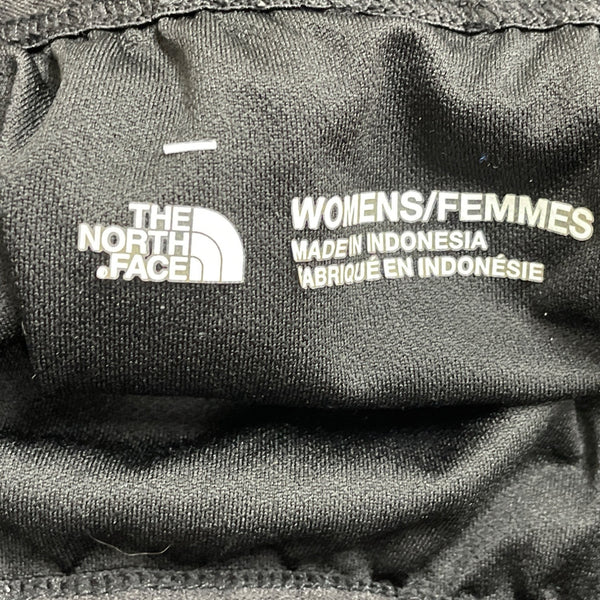 THE
NORTH
FACE
WOMENS/FEMMES
MADE IN INDONESIA
FABRIQUÉ EN INDONÉSIE